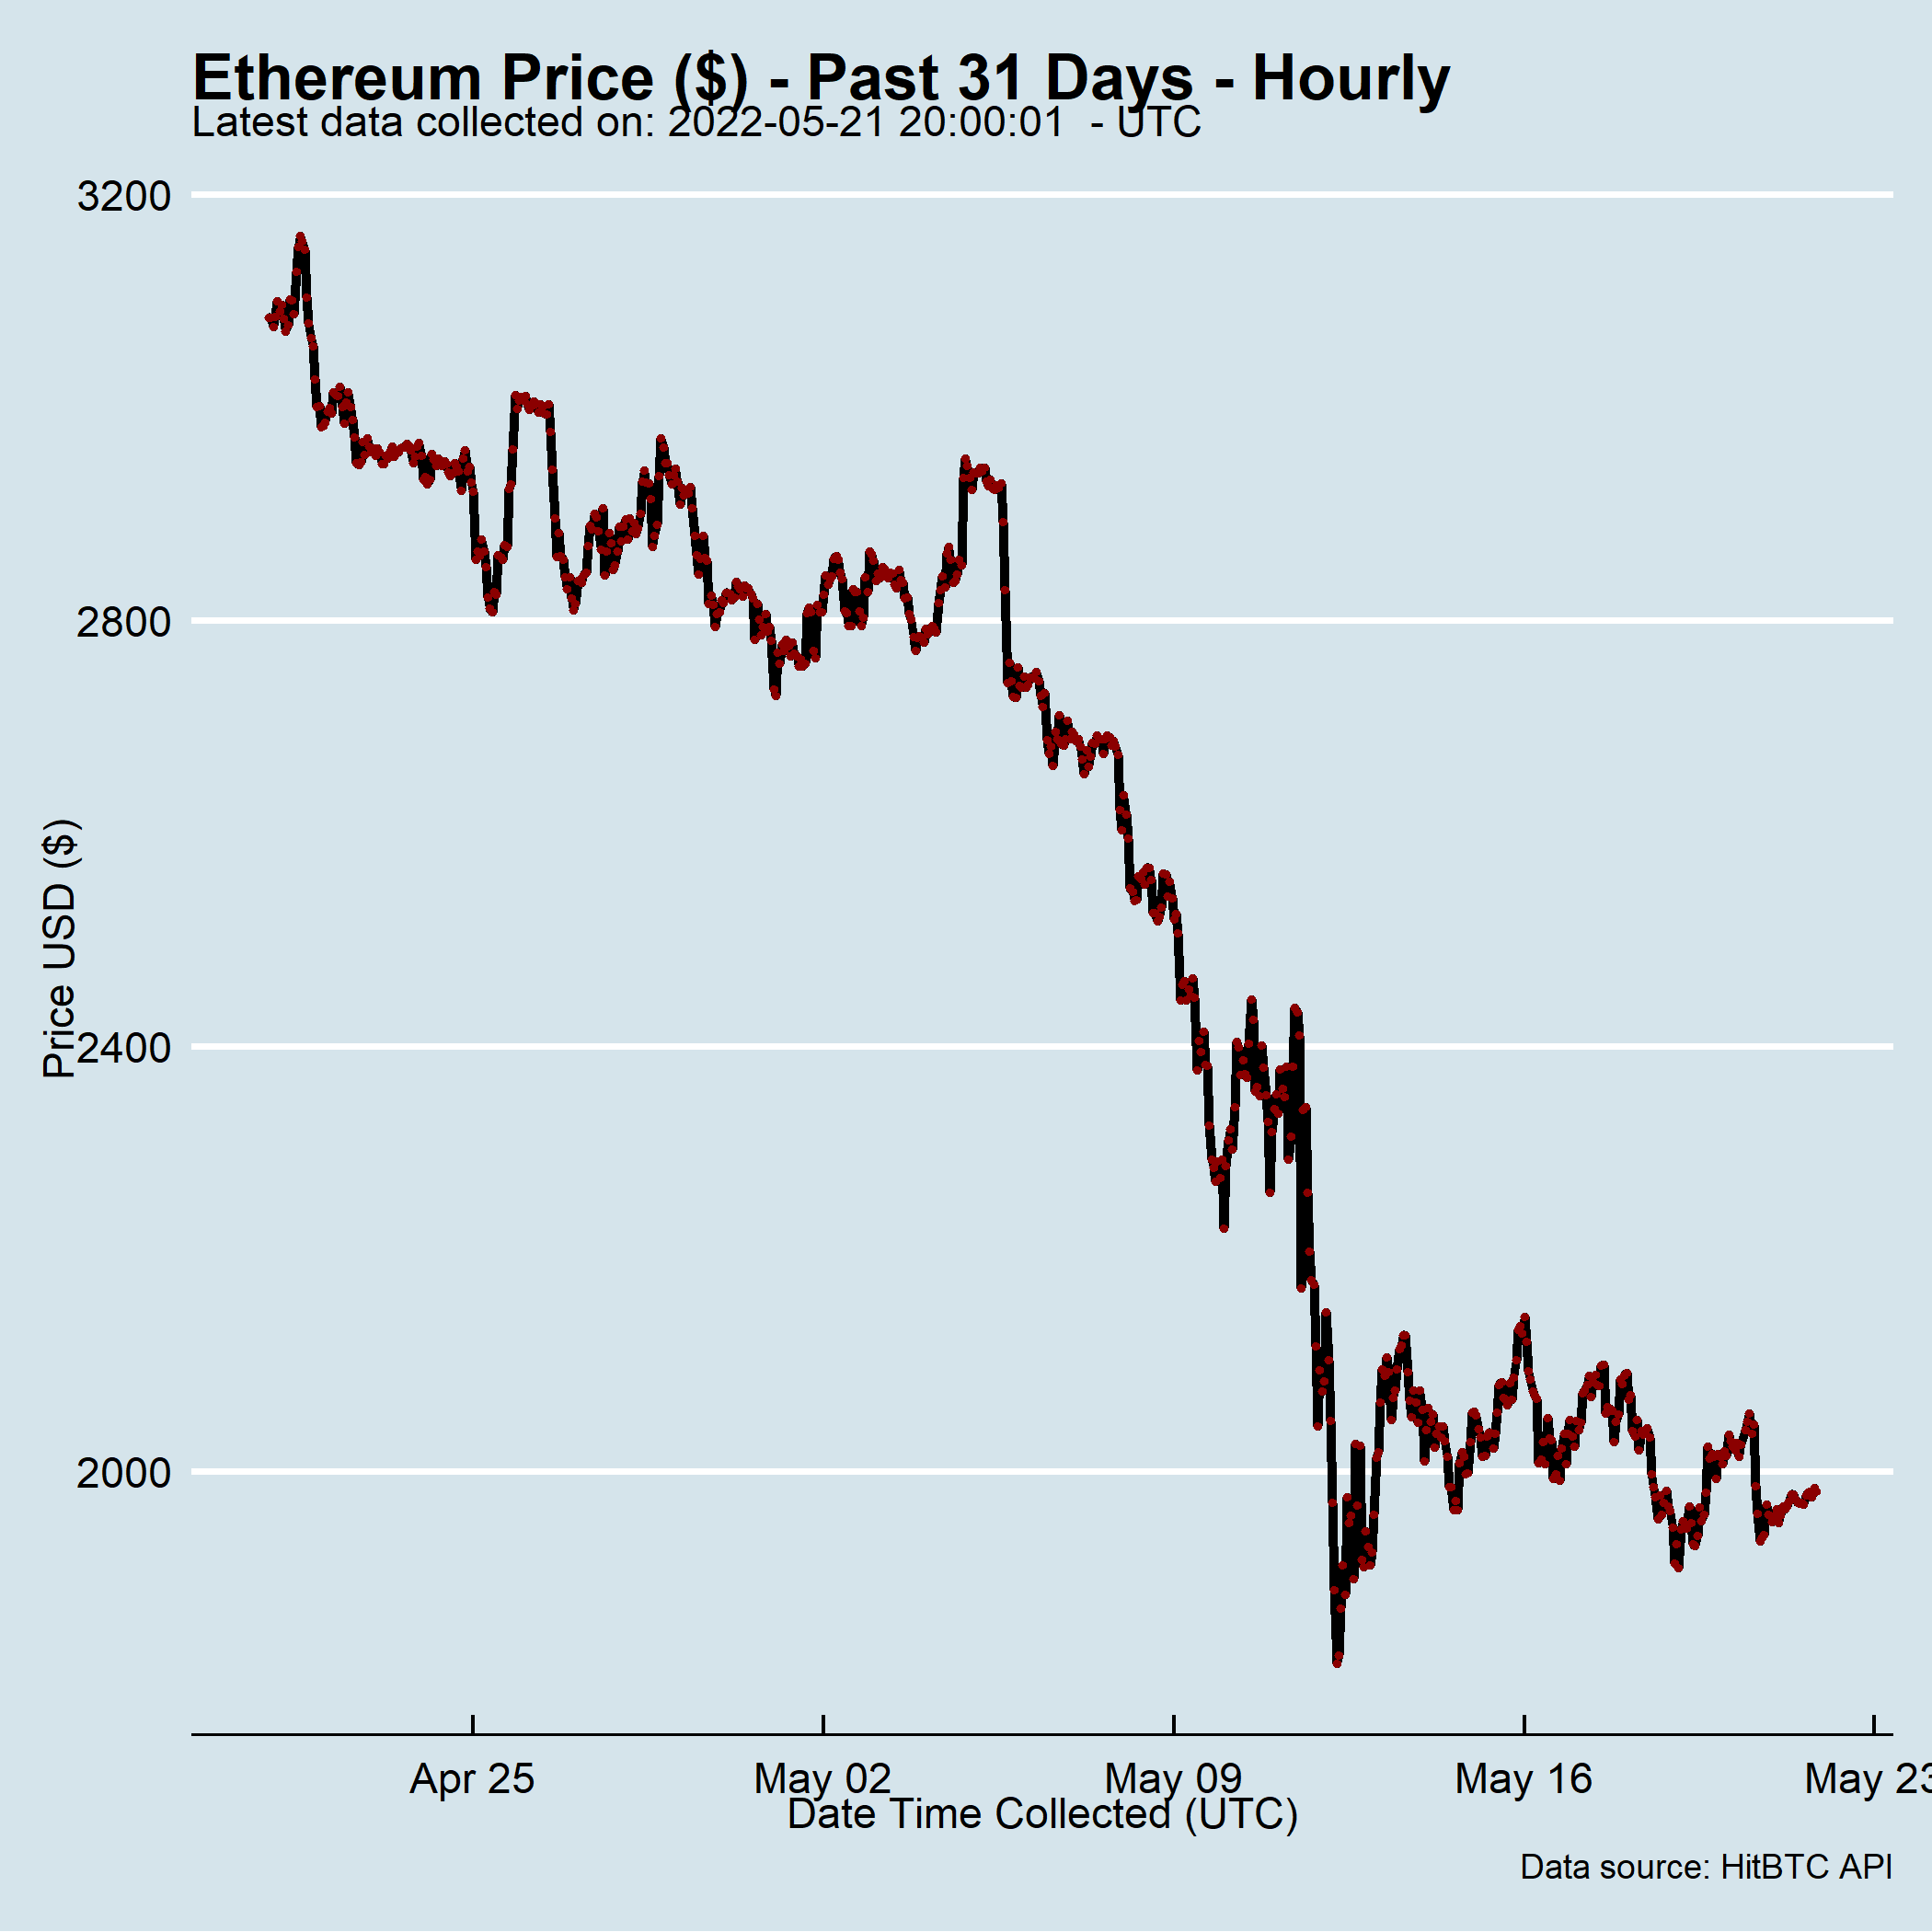 Ethereum Price ($) - Past 31 Days - Hourly
Latest data collected on: 2022-05-21 20:00:01  - UTC
3200
2800
2400
2000
Price USD ($)
Apr 25
May 02
May 09
May 16
May 23
Date Time Collected (UTC)
Data source: HitBTC API